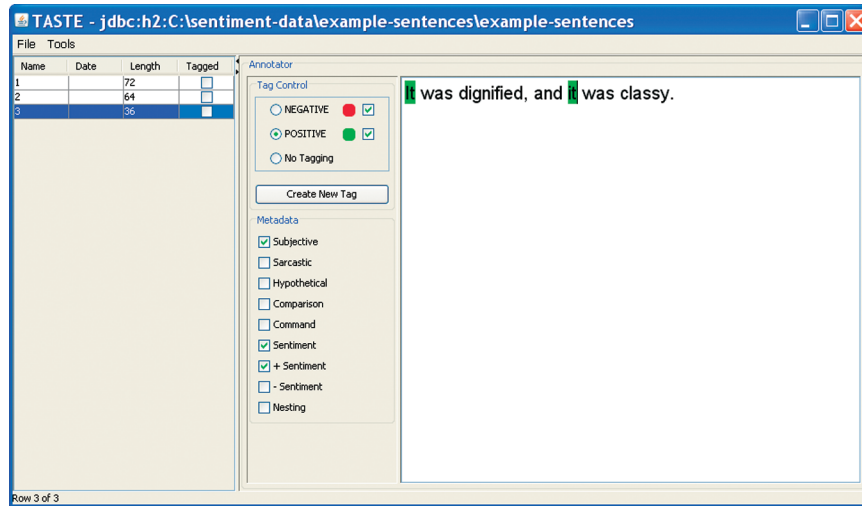 TASTE - jdbc:h2:C:\sentiment-data\example-sentences\example-sentences
File Tools
Name Date Length Tagged
1 72
2 64
3 36
Annotator
Tag Control
NEGATIVE
POSITIVE
No Tagging
Create New Tag
Metadata
Subjective
Sarcastic
Hypothetical
Comparison
Command
Sentiment
+ Sentiment
- Sentiment
Nesting
It was dignified, and it was classy.
Row 3 of 3